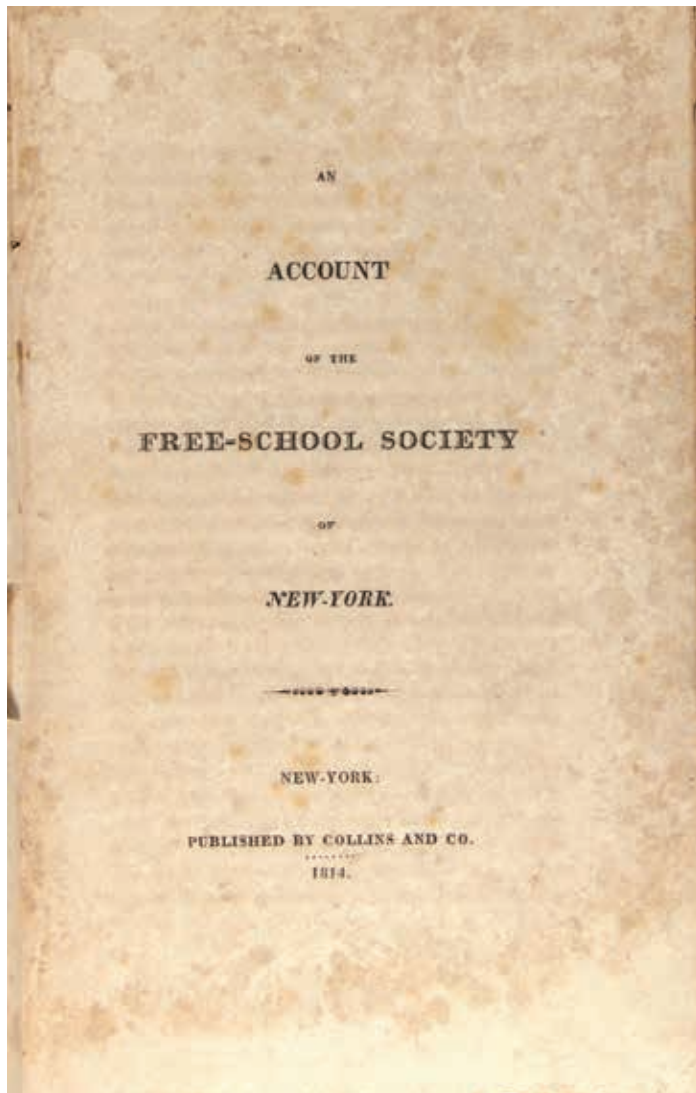 AN
ACCOUNT
OF THE
FREE-SCHOOL SOCIETY
OF
NEW-YORK.
NEW-YORK:
PUBLISHED BY COLLINS AND CO.
1814.